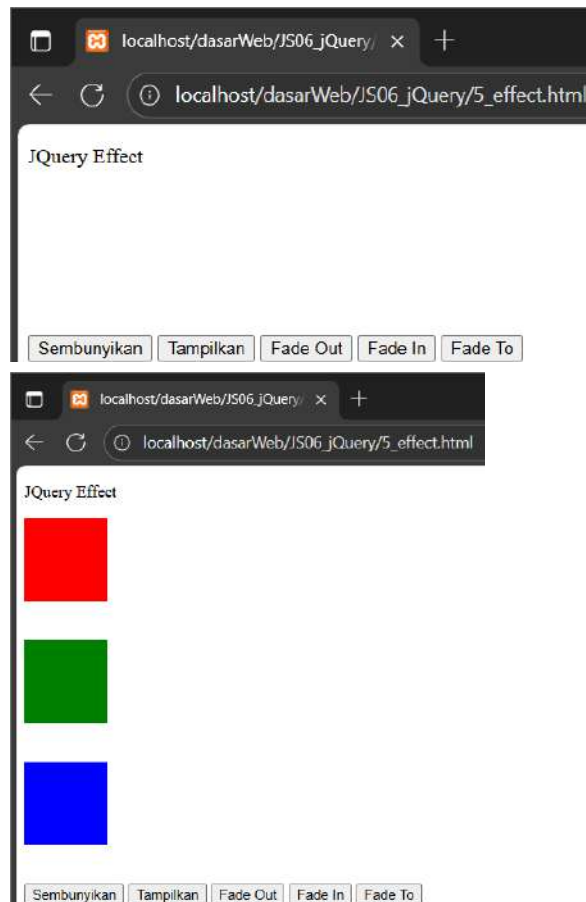 localhost/dasarWeb/JS06_jQuery/
localhost/dasarWeb/JS06_jQuery/5_effect.html
JQuery Effect
Sembunyikan Tampilkan Fade Out Fade In Fade To
localhost/dasarWeb/JS06_jQuery/
localhost/dasarWeb/JS06_jQuery/5_effect.html
JQuery Effect
Sembunyikan Tampilkan Fade Out Fade In Fade To